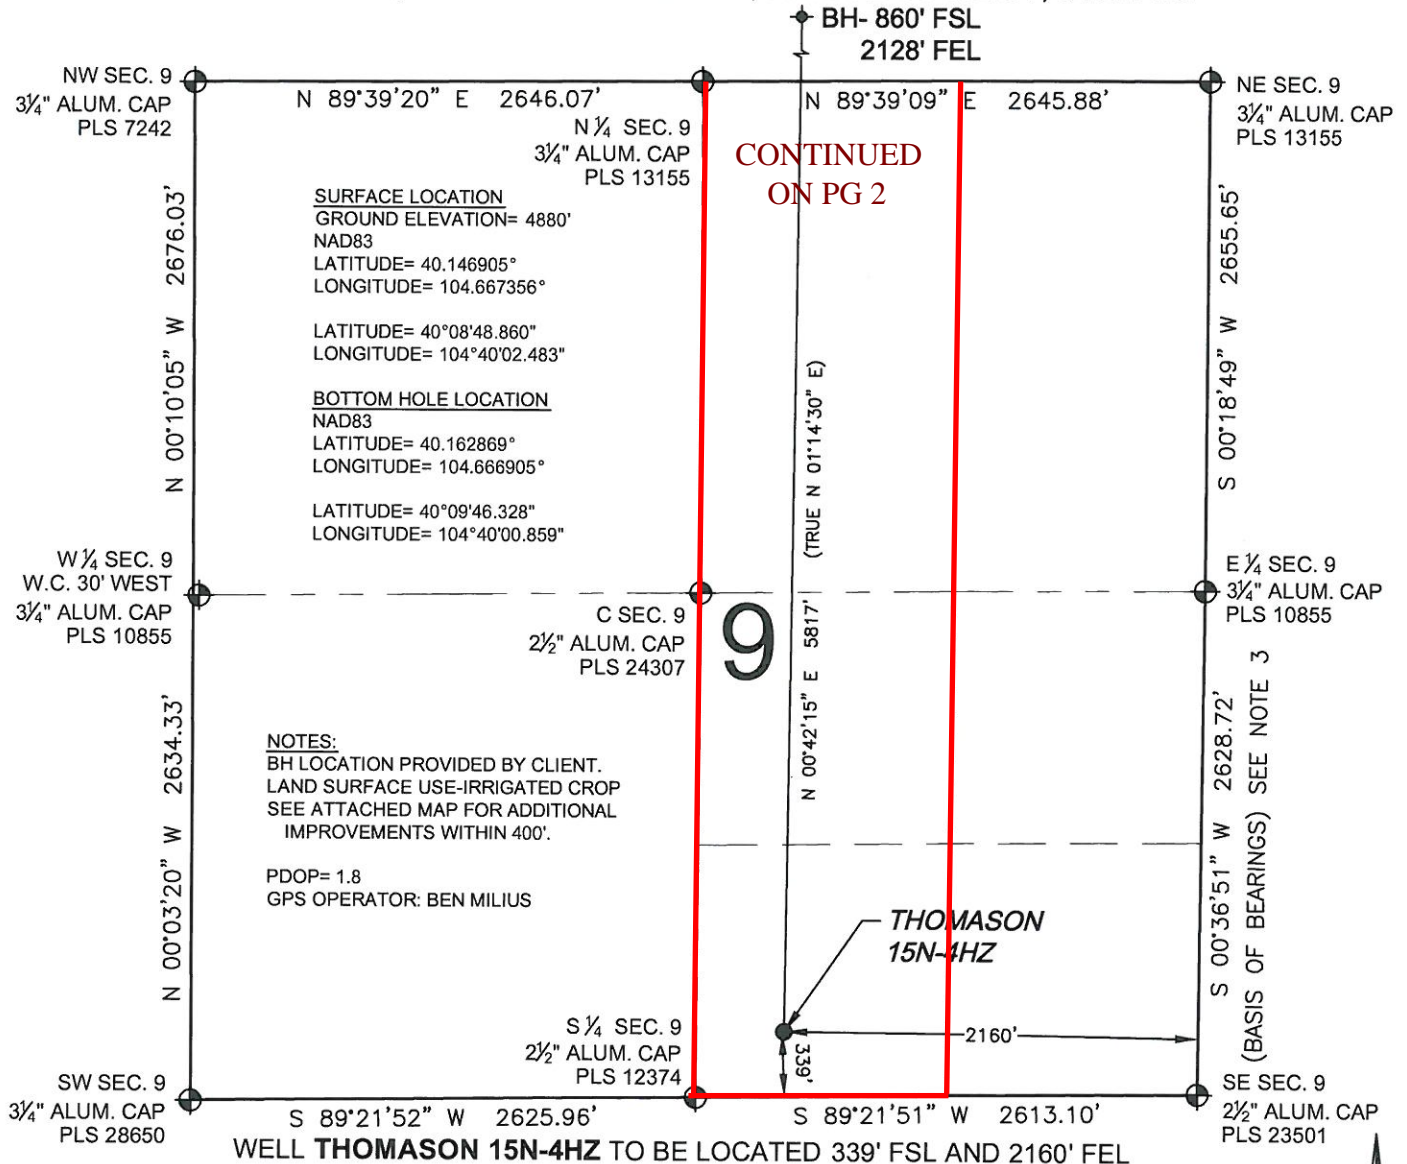 BH- 860' FSL
2128' FEL
NW SEC. 9
3¼" ALUM. CAP
PLS 7242
N 89°39'20" E 2646.07'
N 89°39'09" E 2645.88'
NE SEC. 9
3¼" ALUM. CAP
PLS 13155
N ¼ SEC. 9
3¼" ALUM. CAP
PLS 13155
CONTINUED
ON PG 2
SURFACE LOCATION
GROUND ELEVATION= 4880'
NAD83
LATITUDE= 40.146905°
LONGITUDE= 104.667356°
LATITUDE= 40°08'48.860"
LONGITUDE= 104°40'02.483"
BOTTOM HOLE LOCATION
NAD83
LATITUDE= 40.162869°
LONGITUDE= 104.666905°
LATITUDE= 40°09'46.328"
LONGITUDE= 104°40'00.859"
N 00°10'05" W 2676.03'
S 00°18'49" W 2655.65'
N 00°42'15" E 5817' (TRUE N 01°14'30" E)
W ¼ SEC. 9
W.C. 30' WEST
3¼" ALUM. CAP
PLS 10855
C SEC. 9
2½" ALUM. CAP
PLS 24307
9
E ¼ SEC. 9
3¼" ALUM. CAP
PLS 10855
N 00°03'20" W 2634.33'
NOTES:
BH LOCATION PROVIDED BY CLIENT.
LAND SURFACE USE-IRRIGATED CROP
SEE ATTACHED MAP FOR ADDITIONAL
IMPROVEMENTS WITHIN 400'.
PDOP= 1.8
GPS OPERATOR: BEN MILIUS
S 00°36'51" W 2628.72'
(BASIS OF BEARINGS) SEE NOTE 3
THOMASON
15N-4HZ
2160'
339'
S ¼ SEC. 9
2½" ALUM. CAP
PLS 12374
SW SEC. 9
3¼" ALUM. CAP
PLS 28650
S 89°21'52" W 2625.96'
S 89°21'51" W 2613.10'
SE SEC. 9
2½" ALUM. CAP
PLS 23501
WELL THOMASON 15N-4HZ TO BE LOCATED 339' FSL AND 2160' FEL